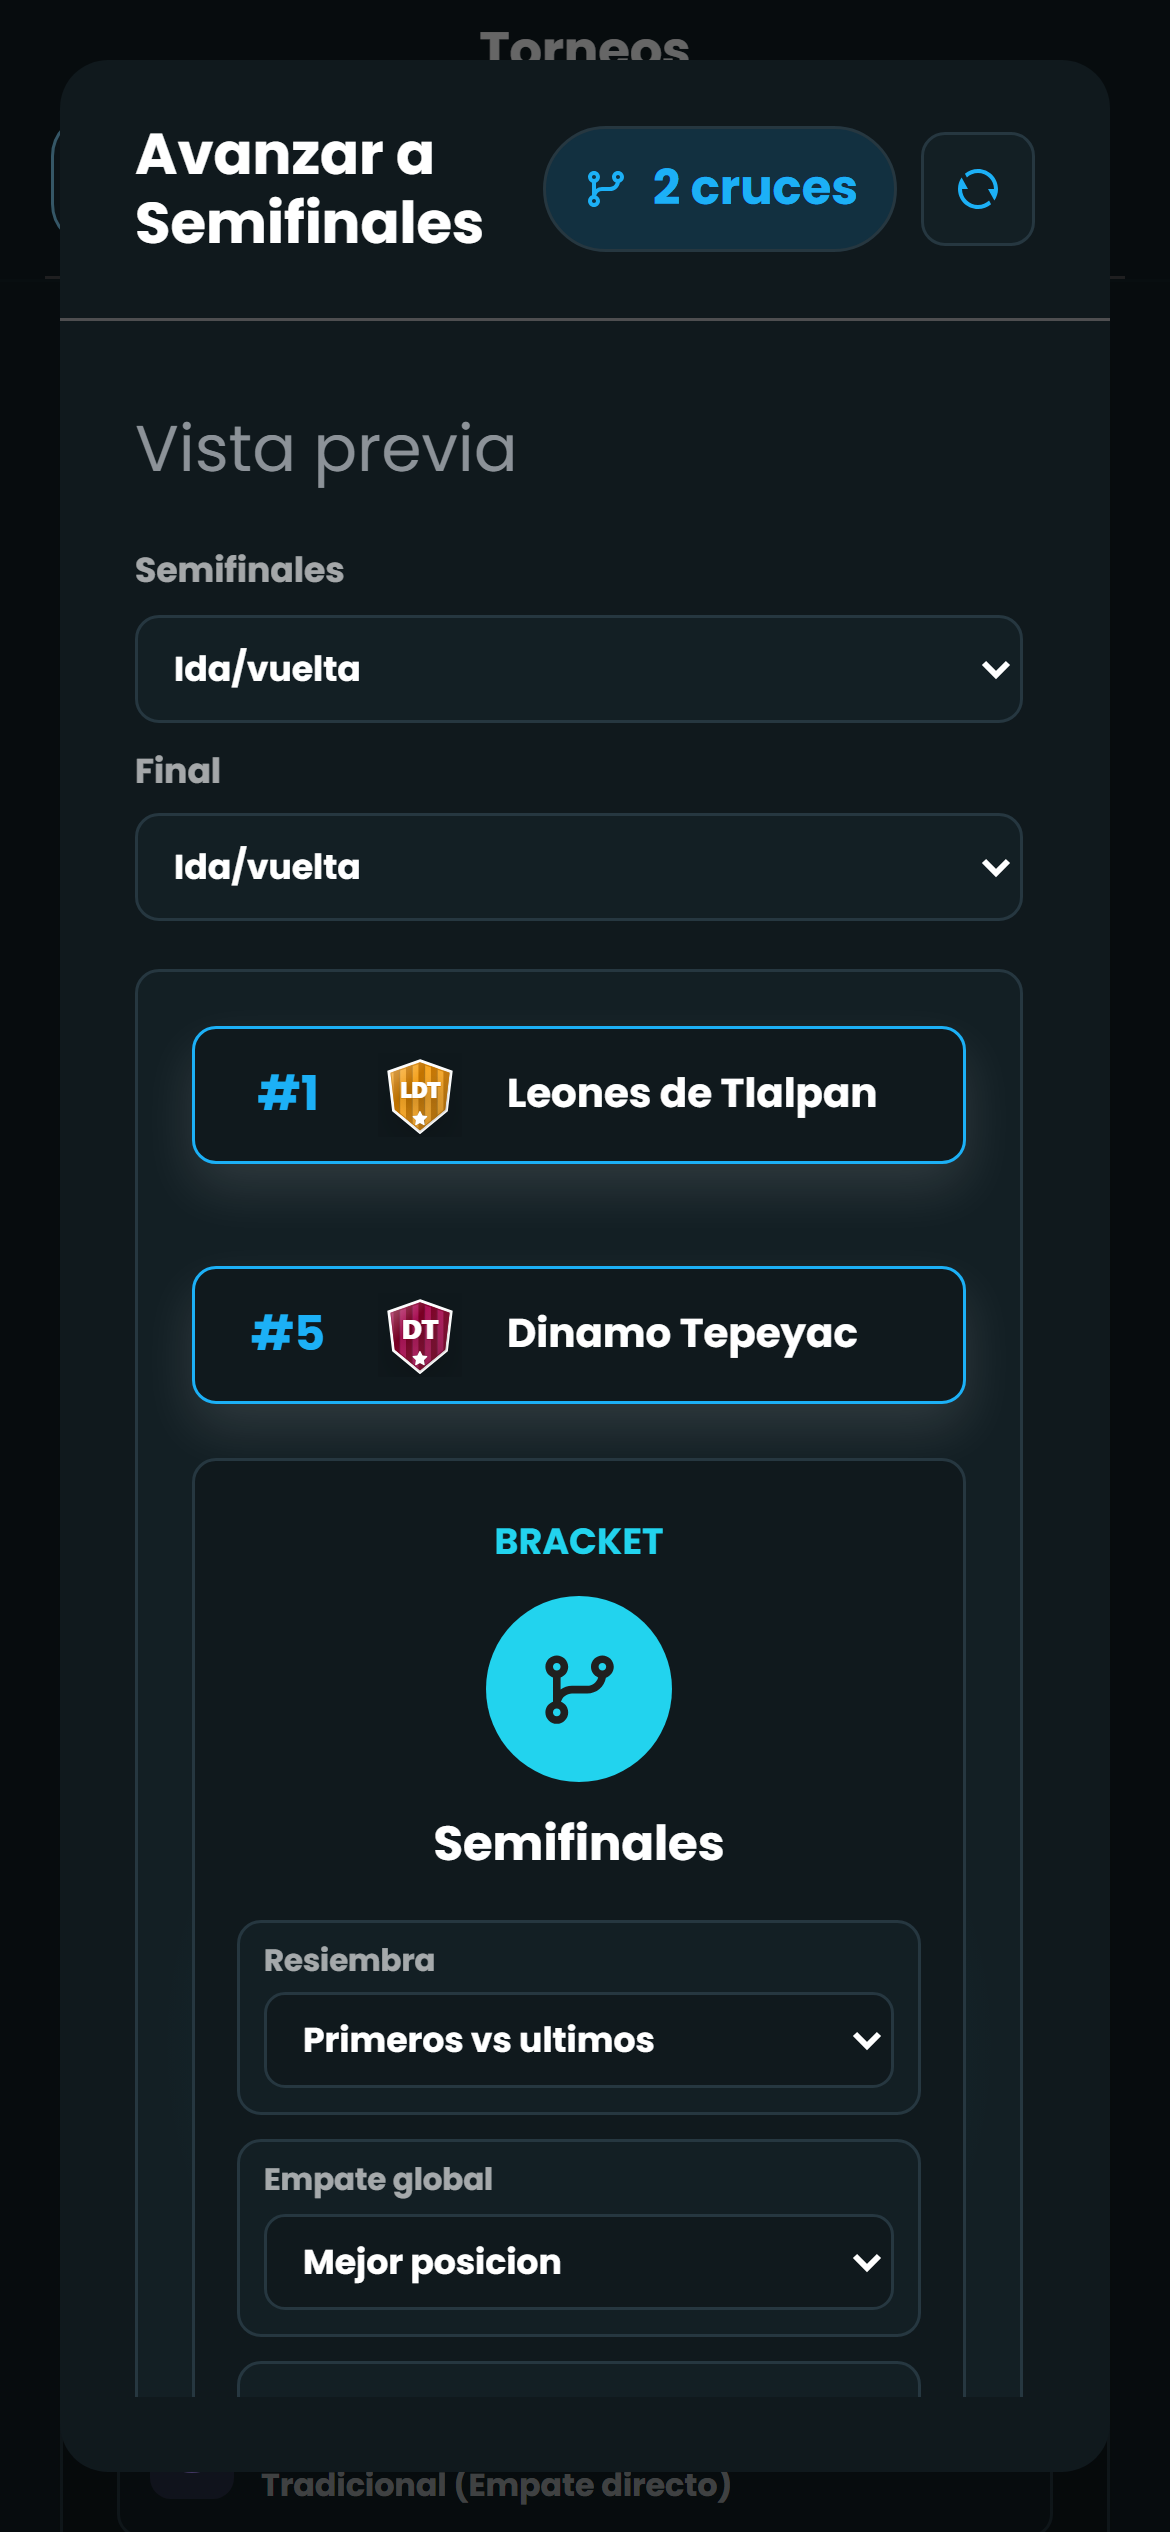 Torneos
Avanzar a
Semifinales
2 cruces
Vista previa
Semifinales
Ida/vuelta
Final
Ida/vuelta
#1 LDT Leones de Tlalpan
#5 DT Dinamo Tepeyac
BRACKET
Semifinales
Resiembra
Primeros vs ultimos
Empate global
Mejor posicion
Tradicional (Empate directo)